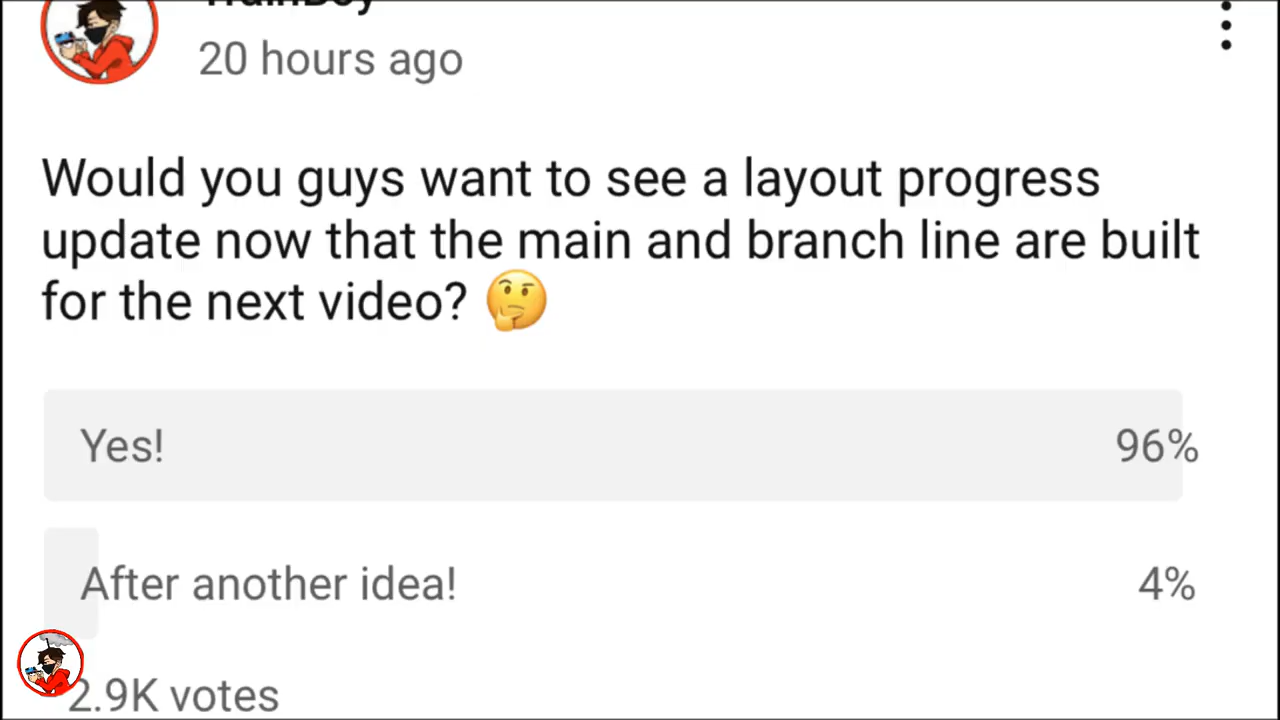 TrainBoy
20 hours ago
Would you guys want to see a layout progress
update now that the main and branch line are built
for the next video? 🤔
Yes! 96%
After another idea! 4%
2.9K votes